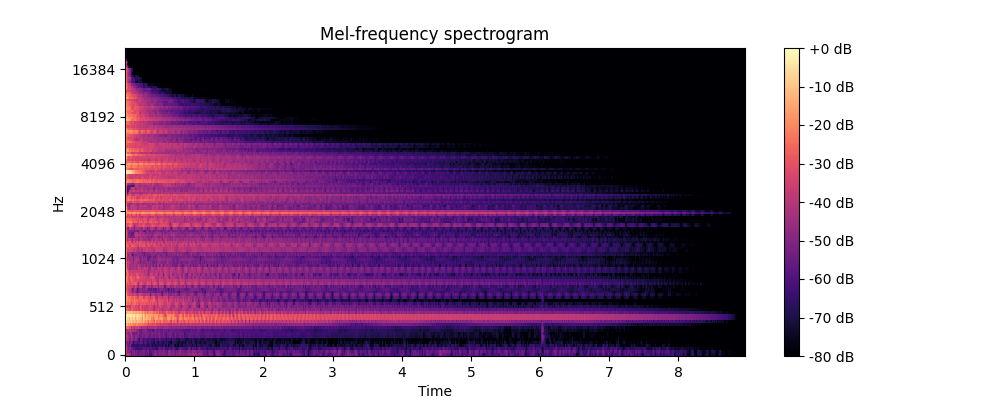 Mel-frequency spectrogram
16384
8192
4096
2048
1024
512
0
Hz
0 1 2 3 4 5 6 7 8
Time
+0 dB
-10 dB
-20 dB
-30 dB
-40 dB
-50 dB
-60 dB
-70 dB
-80 dB